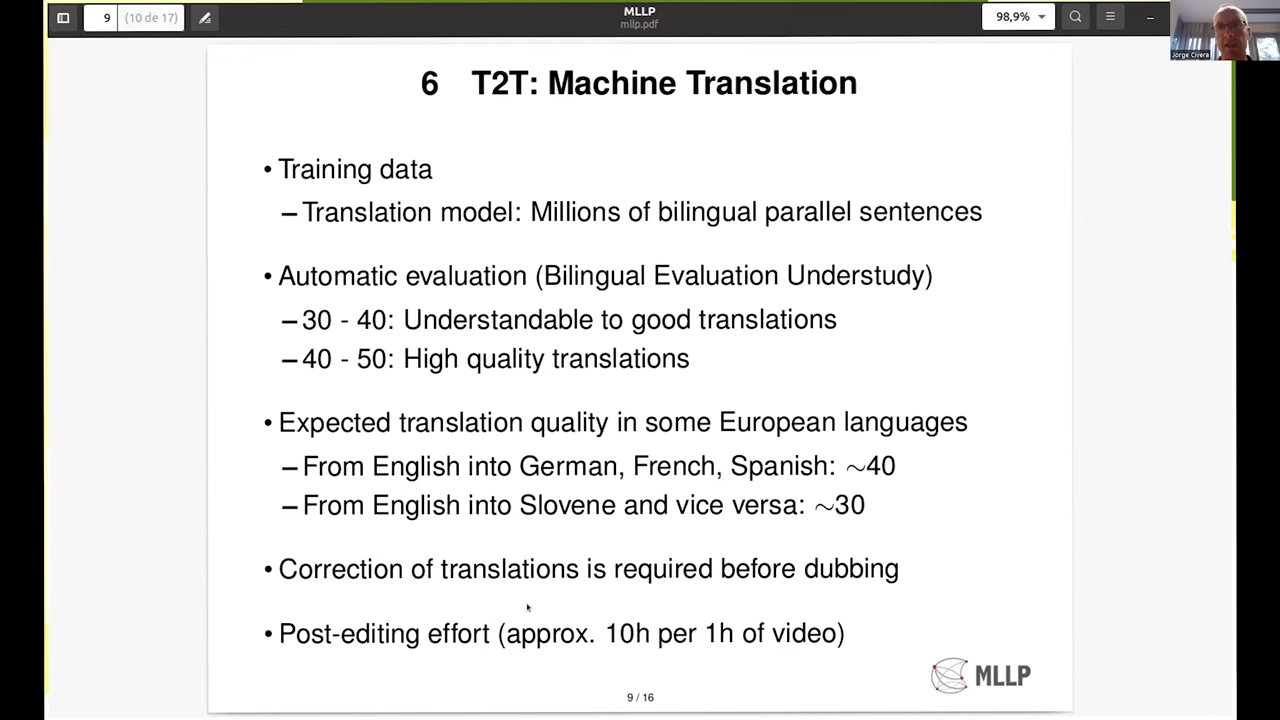 9
(10 de 17)
MLLP
mllp.pdf
98,9%
Jorge Civera
6 T2T: Machine Translation
• Training data
– Translation model: Millions of bilingual parallel sentences
• Automatic evaluation (Bilingual Evaluation Understudy)
– 30 - 40: Understandable to good translations
– 40 - 50: High quality translations
• Expected translation quality in some European languages
– From English into German, French, Spanish: ∼40
– From English into Slovene and vice versa: ∼30
• Correction of translations is required before dubbing
• Post-editing effort (approx. 10h per 1h of video)
MLLP
9 / 16